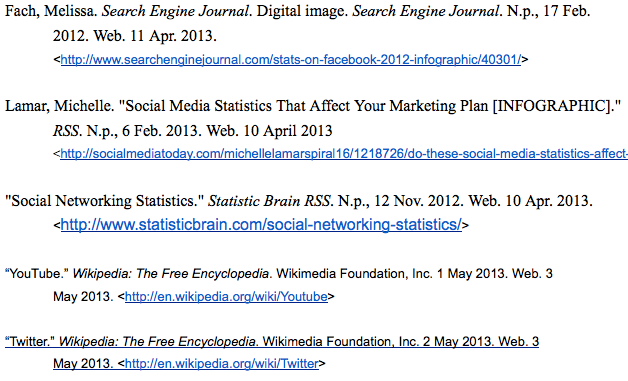 Fach, Melissa. Search Engine Journal. Digital image. Search Engine Journal. N.p., 17 Feb.
2012. Web. 11 Apr. 2013.
<http://www.searchenginejournal.com/stats-on-facebook-2012-infographic/40301/>
Lamar, Michelle. "Social Media Statistics That Affect Your Marketing Plan [INFOGRAPHIC]."
RSS. N.p., 6 Feb. 2013. Web. 10 April 2013
<http://socialmediatoday.com/michellelamarspiral16/1218726/do-these-social-media-statistics-affect-
"Social Networking Statistics." Statistic Brain RSS. N.p., 12 Nov. 2012. Web. 10 Apr. 2013.
<http://www.statisticbrain.com/social-networking-statistics/>
“YouTube.” Wikipedia: The Free Encyclopedia. Wikimedia Foundation, Inc. 1 May 2013. Web. 3
May 2013. <http://en.wikipedia.org/wiki/Youtube>
“Twitter.” Wikipedia: The Free Encyclopedia. Wikimedia Foundation, Inc. 2 May 2013. Web. 3
May 2013. <http://en.wikipedia.org/wiki/Twitter>